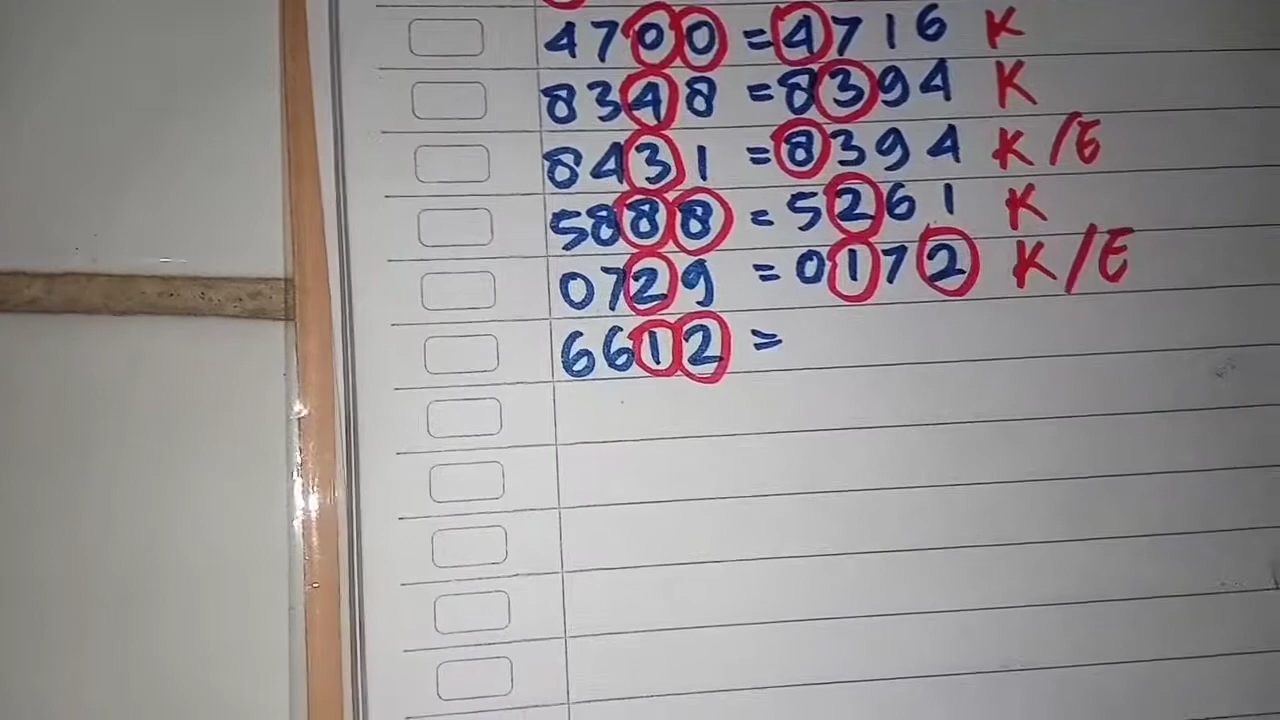 4700 = 4716 K
8348 = 8394 K
8431 = 8394 K/E
5888 = 5261 K
0729 = 0172 K/E
6612 =